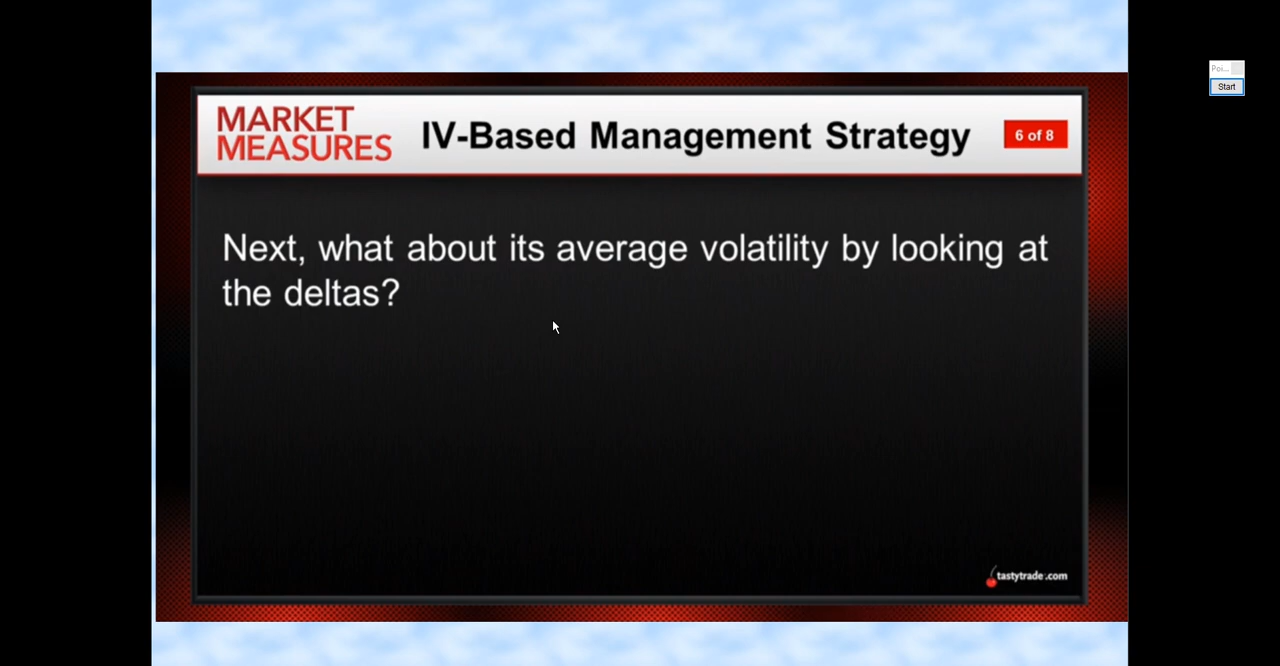 MARKET
MEASURES
IV-Based Management Strategy
6 of 8
Next, what about its average volatility by looking at
the deltas?
tastytrade.com
Poi...
Start